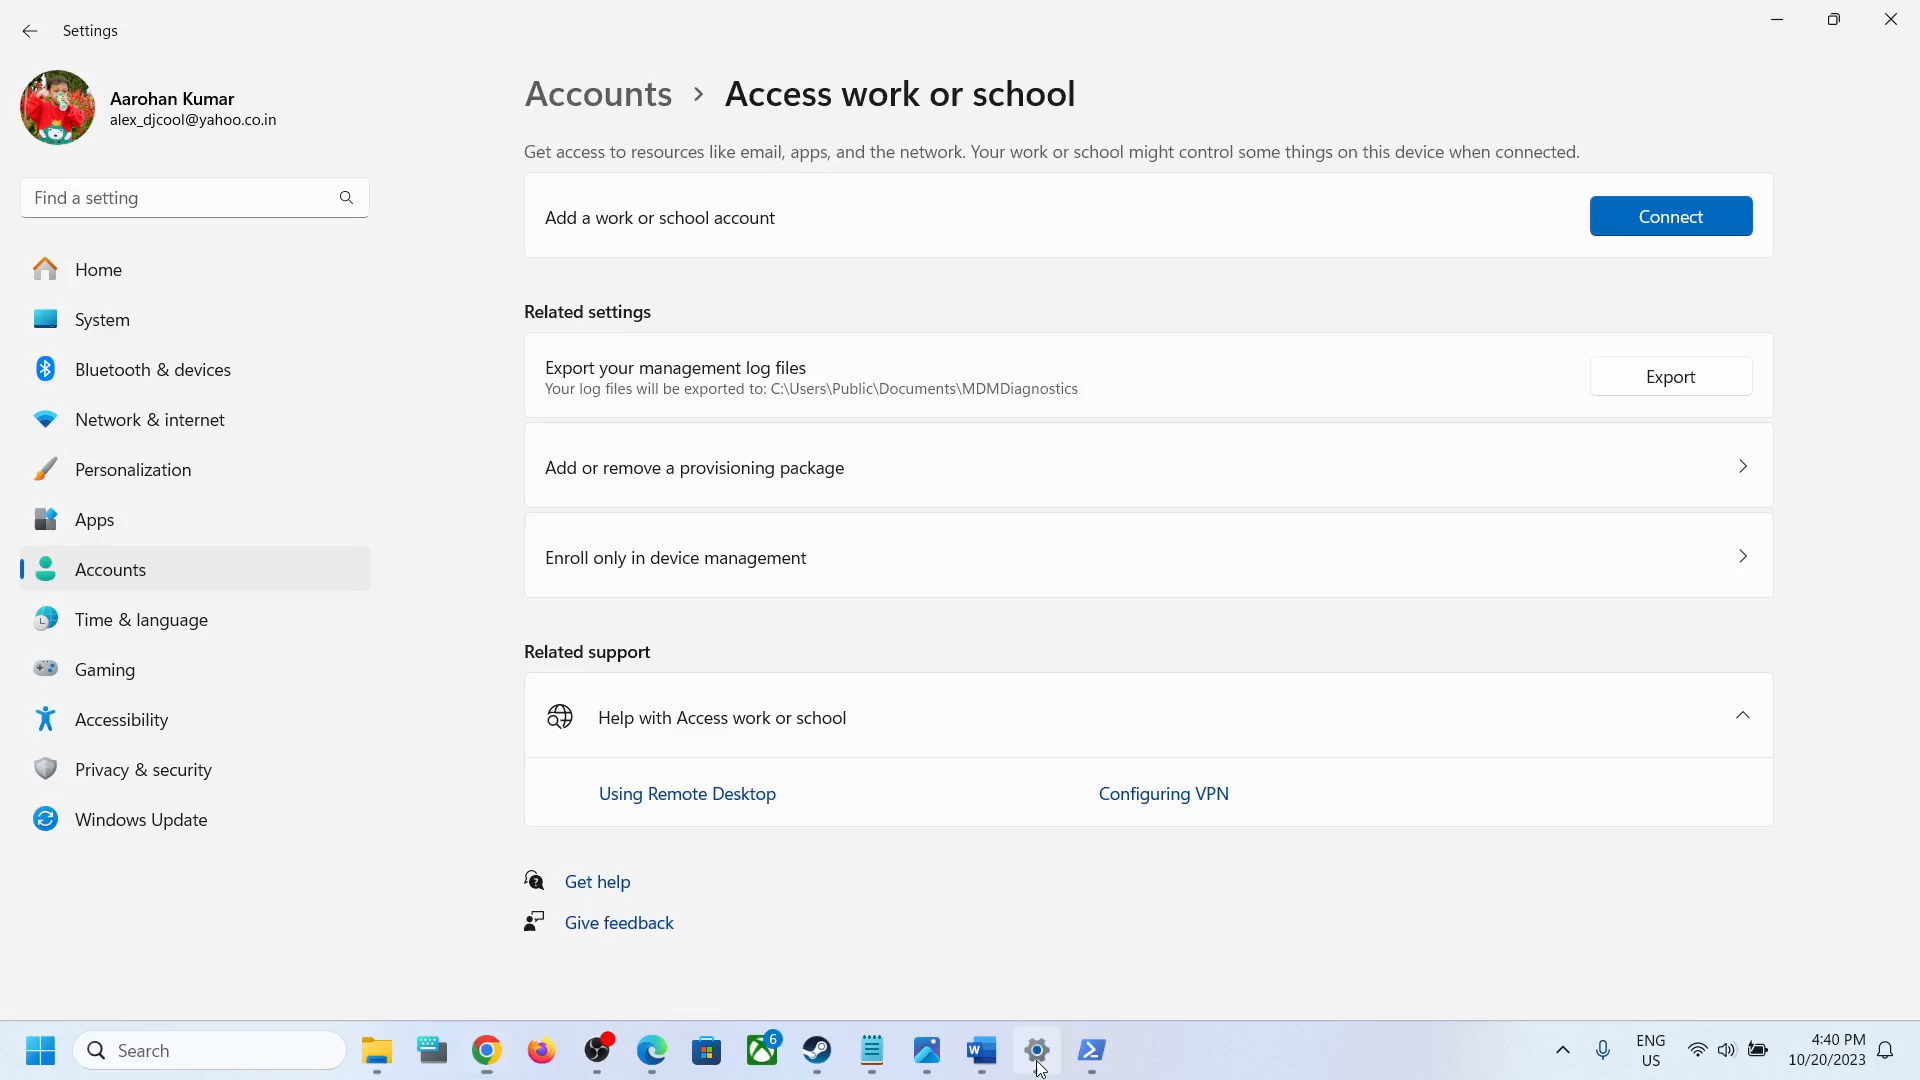 Settings
Aarohan Kumar
alex_djcool@yahoo.co.in
Find a setting
Home
System
Bluetooth & devices
Network & internet
Personalization
Apps
Accounts
Time & language
Gaming
Accessibility
Privacy & security
Windows Update
Accounts > Access work or school
Get access to resources like email, apps, and the network. Your work or school might control some things on this device when connected.
Add a work or school account
Connect
Related settings
Export your management log files
Your log files will be exported to: C:\Users\Public\Documents\MDMDiagnostics
Export
Add or remove a provisioning package
Enroll only in device management
Related support
Help with Access work or school
Using Remote Desktop
Configuring VPN
Get help
Give feedback
Search
6
ENG
US
4:40 PM
10/20/2023